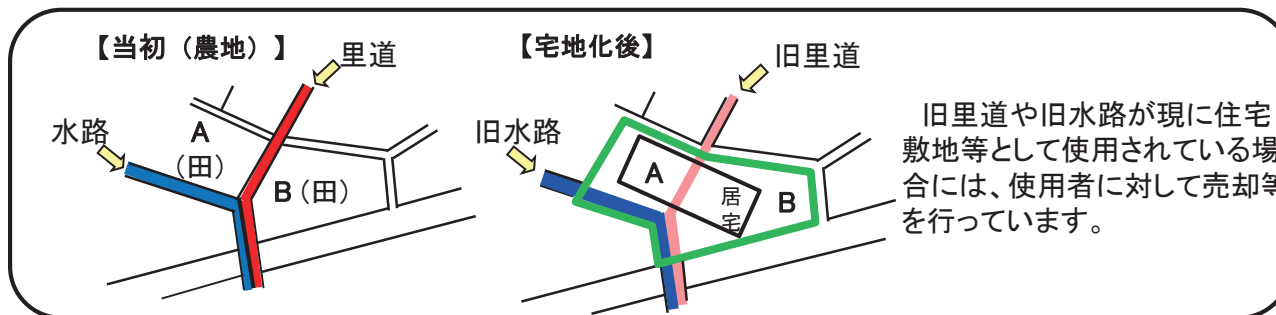 【当初（農地）】
里道
水路
A
（田）
B（田）
【宅地化後】
旧里道
旧水路
A
居
宅
B
旧里道や旧水路が現に住宅
敷地等として使用されている場
合には、使用者に対して売却等
を行っています。